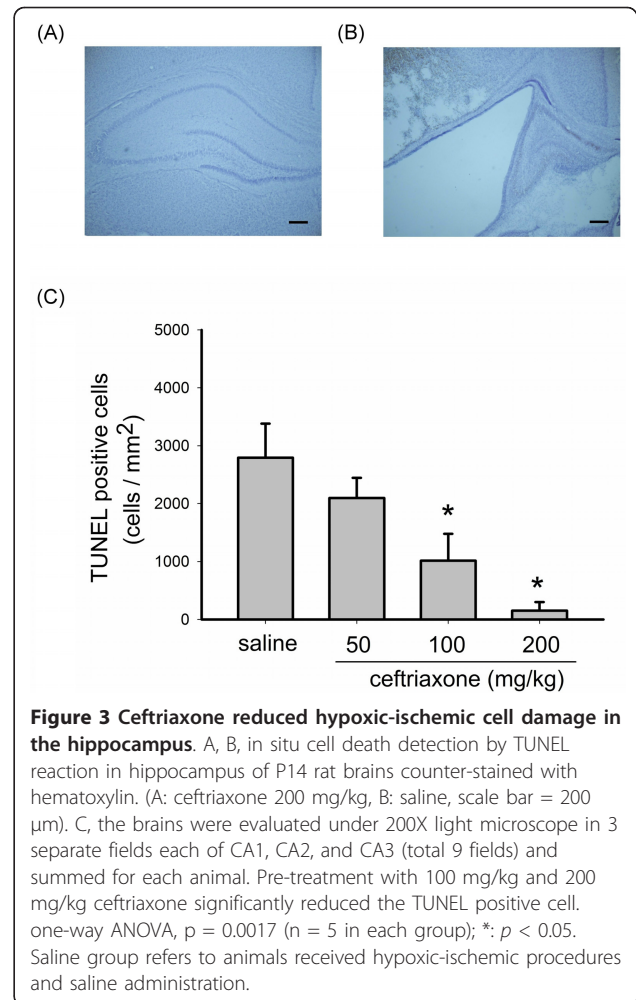 (A)
(B)
(C)
TUNEL positive cells
(cells / mm2)
5000
4000
3000
2000
1000
0
*
*
saline
50
100
200
ceftriaxone (mg/kg)
Figure 3 Ceftriaxone reduced hypoxic-ischemic cell damage in
the hippocampus. A, B, in situ cell death detection by TUNEL
reaction in hippocampus of P14 rat brains counter-stained with
hematoxylin. (A: ceftriaxone 200 mg/kg, B: saline, scale bar = 200
μm). C, the brains were evaluated under 200X light microscope in 3
separate fields each of CA1, CA2, and CA3 (total 9 fields) and
summed for each animal. Pre-treatment with 100 mg/kg and 200
mg/kg ceftriaxone significantly reduced the TUNEL positive cell.
one-way ANOVA, p = 0.0017 (n = 5 in each group); *: p < 0.05.
Saline group refers to animals received hypoxic-ischemic procedures
and saline administration.